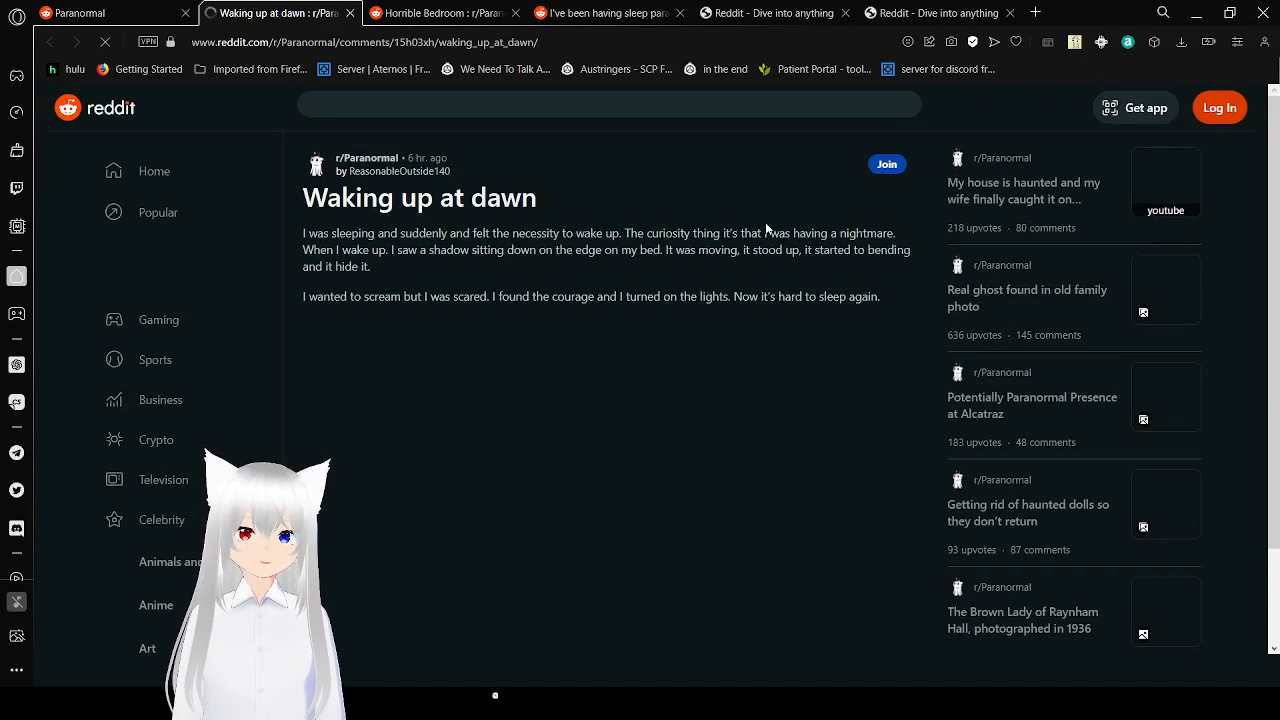 Paranormal
Waking up at dawn : r/Para
Horrible Bedroom : r/Paran
I've been having sleep para
Reddit - Dive into anything
Reddit - Dive into anything
VPN
www.reddit.com/r/Paranormal/comments/15h03xh/waking_up_at_dawn/
hulu
Getting Started
Imported from Firef...
Server | Aternos | Fr...
We Need To Talk A...
Austringers - SCP F...
in the end
Patient Portal - tool...
server for discord fr...
reddit
Get app
Log In
Home
Popular
Gaming
Sports
Business
Crypto
Television
Celebrity
Animals and
Anime
Art
r/Paranormal • 6 hr. ago
by ReasonableOutside140
Join
Waking up at dawn
I was sleeping and suddenly and felt the necessity to wake up. The curiosity thing it's that I was having a nightmare.
When I wake up. I saw a shadow sitting down on the edge on my bed. It was moving, it stood up, it started to bending
and it hide it.
I wanted to scream but I was scared. I found the courage and I turned on the lights. Now it's hard to sleep again.
r/Paranormal
My house is haunted and my
wife finally caught it on...
youtube
218 upvotes · 80 comments
r/Paranormal
Real ghost found in old family
photo
636 upvotes · 145 comments
r/Paranormal
Potentially Paranormal Presence
at Alcatraz
183 upvotes · 48 comments
r/Paranormal
Getting rid of haunted dolls so
they don't return
93 upvotes · 87 comments
r/Paranormal
The Brown Lady of Raynham
Hall, photographed in 1936